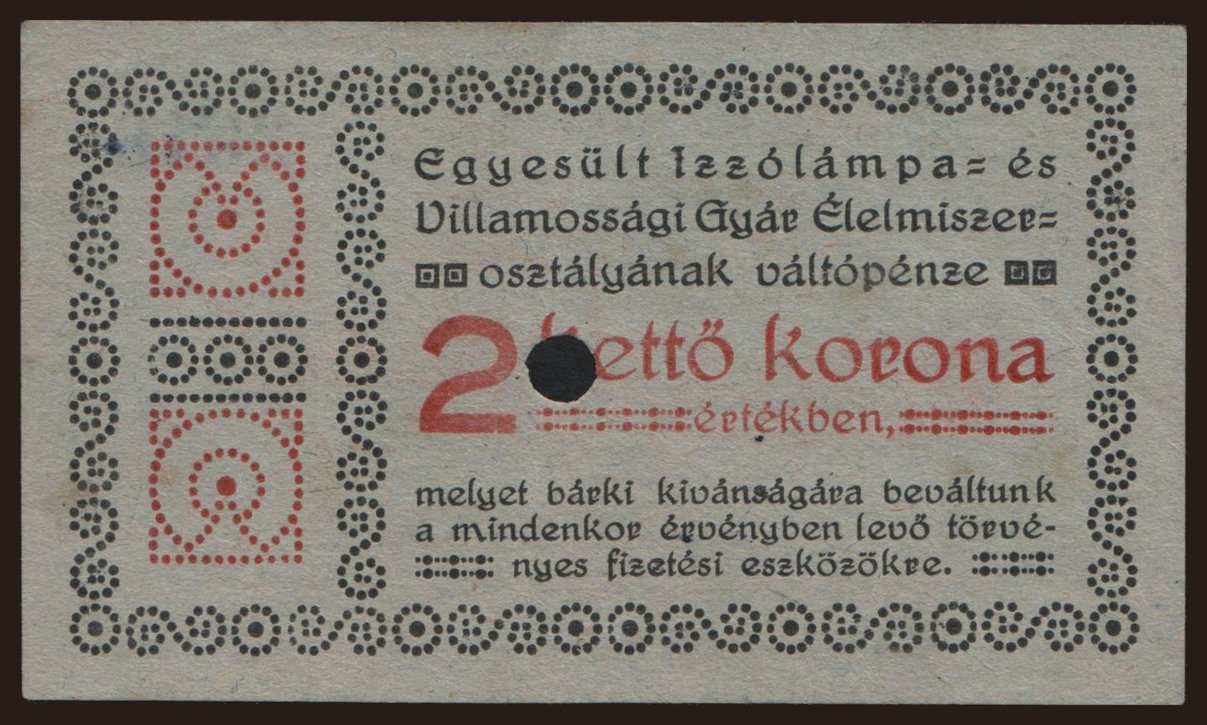 Egyesült Izzólámpa= és
Villamossági Gyár Élelmiszer=
osztályának váltópénze
2 kettő korona
értékben,
melyet bárki kivánságára beváltunk
a mindenkor érvényben levő törvé-
nyes fizetési eszközökre.